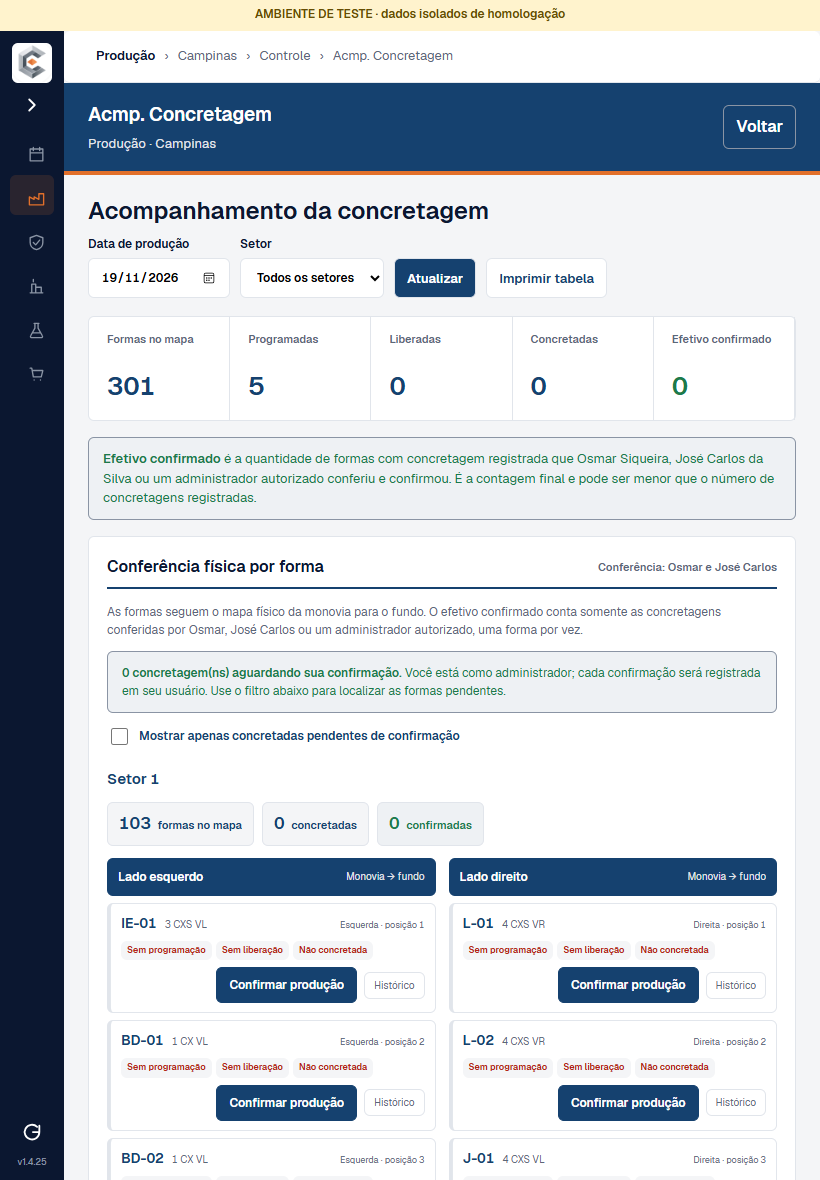 AMBIENTE DE TESTE · dados isolados de homologação
Produção › Campinas › Controle › Acmp. Concretagem
Acmp. Concretagem
Produção · Campinas
Voltar
Acompanhamento da concretagem
Data de produção
Setor
19/11/2026
Todos os setores
Atualizar
Imprimir tabela
Formas no mapa
Programadas
Liberadas
Concretadas
Efetivo confirmado
301
5
0
0
0
Efetivo confirmado é a quantidade de formas com concretagem registrada que Osmar Siqueira, José Carlos da
Silva ou um administrador autorizado conferiu e confirmou. É a contagem final e pode ser menor que o número de
concretagens registradas.
Conferência física por forma
Conferência: Osmar e José Carlos
As formas seguem o mapa físico da monovia para o fundo. O efetivo confirmado conta somente as concretagens
conferidas por Osmar, José Carlos ou um administrador autorizado, uma forma por vez.
0 concretagem(ns) aguardando sua confirmação. Você está como administrador; cada confirmação será registrada
em seu usuário. Use o filtro abaixo para localizar as formas pendentes.
Mostrar apenas concretadas pendentes de confirmação
Setor 1
103 formas no mapa
0 concretadas
0 confirmadas
Lado esquerdo
Monovia → fundo
Lado direito
Monovia → fundo
IE-01 3 CXS VL
Esquerda · posição 1
Sem programação
Sem liberação
Não concretada
Confirmar produção
Histórico
L-01 4 CXS VR
Direita · posição 1
Sem programação
Sem liberação
Não concretada
Confirmar produção
Histórico
BD-01 1 CX VL
Esquerda · posição 2
Sem programação
Sem liberação
Não concretada
Confirmar produção
Histórico
L-02 4 CXS VR
Direita · posição 2
Sem programação
Sem liberação
Não concretada
Confirmar produção
Histórico
BD-02 1 CX VL
Esquerda · posição 3
J-01 4 CXS VL
Direita · posição 3
v1.4.25